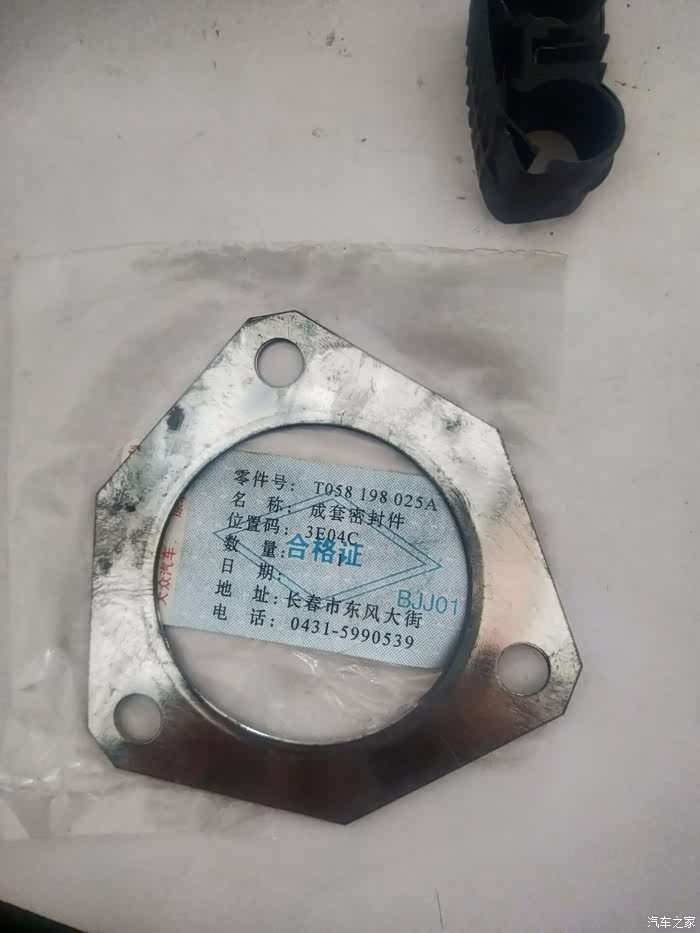 零件号: T058 198 025A
名 称: 成套密封件
位置码: 3E04C
数 量:
合格证
日 期:
BJJ01
地 址: 长春市东风大街
电 话: 0431-5990539
大众汽车
汽车之家